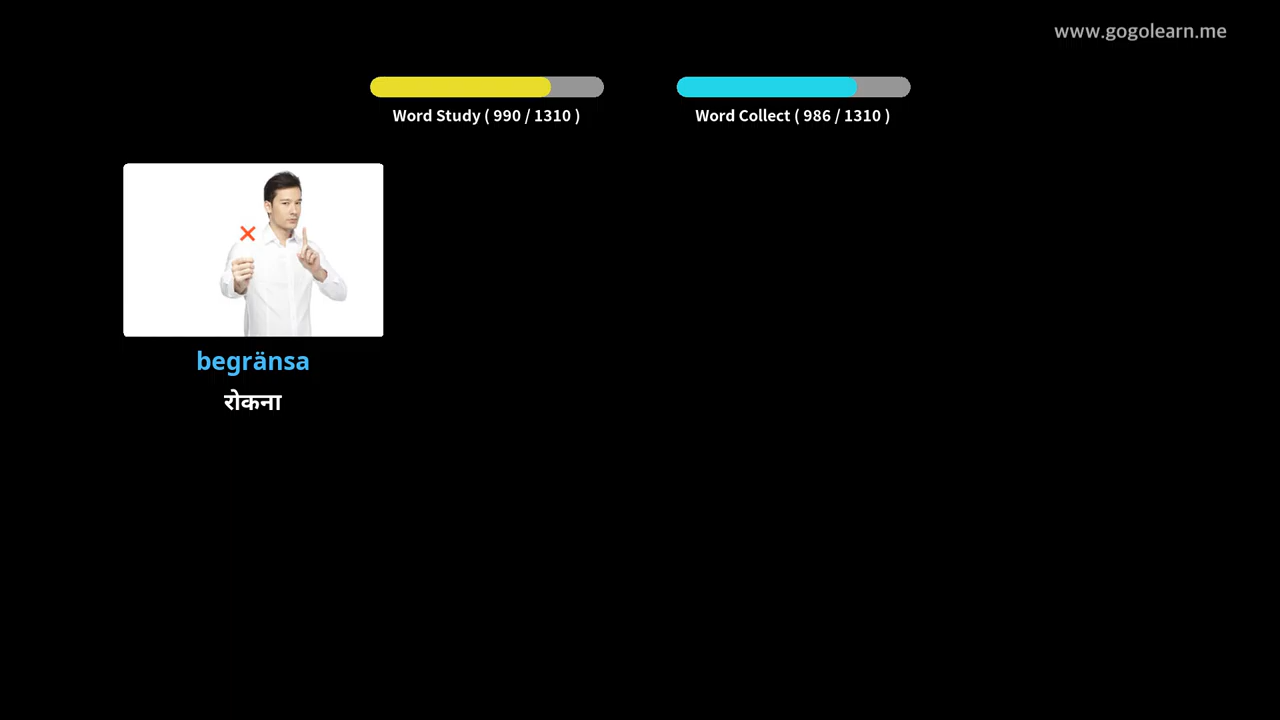 www.gogolearn.me
Word Study ( 990 / 1310 )
Word Collect ( 986 / 1310 )
begränsa
रोकना